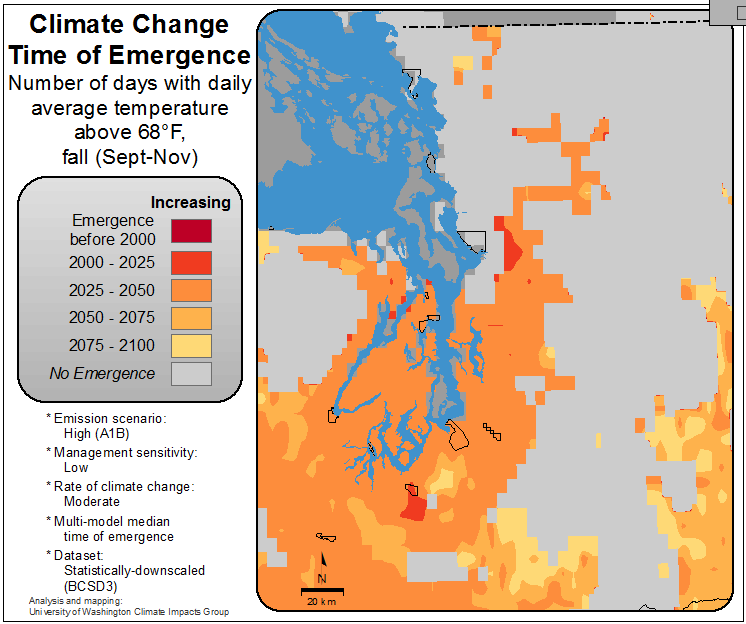 Climate Change
Time of Emergence
Number of days with daily
average temperature
above 68°F,
fall (Sept-Nov)
Increasing
Emergence
before 2000
2000 - 2025
2025 - 2050
2050 - 2075
2075 - 2100
No Emergence
* Emission scenario:
High (A1B)
* Management sensitivity:
Low
* Rate of climate change:
Moderate
* Multi-model median
time of emergence
* Dataset:
Statistically-downscaled
(BCSD3)
Analysis and mapping:
University of Washington Climate Impacts Group
N
20 km